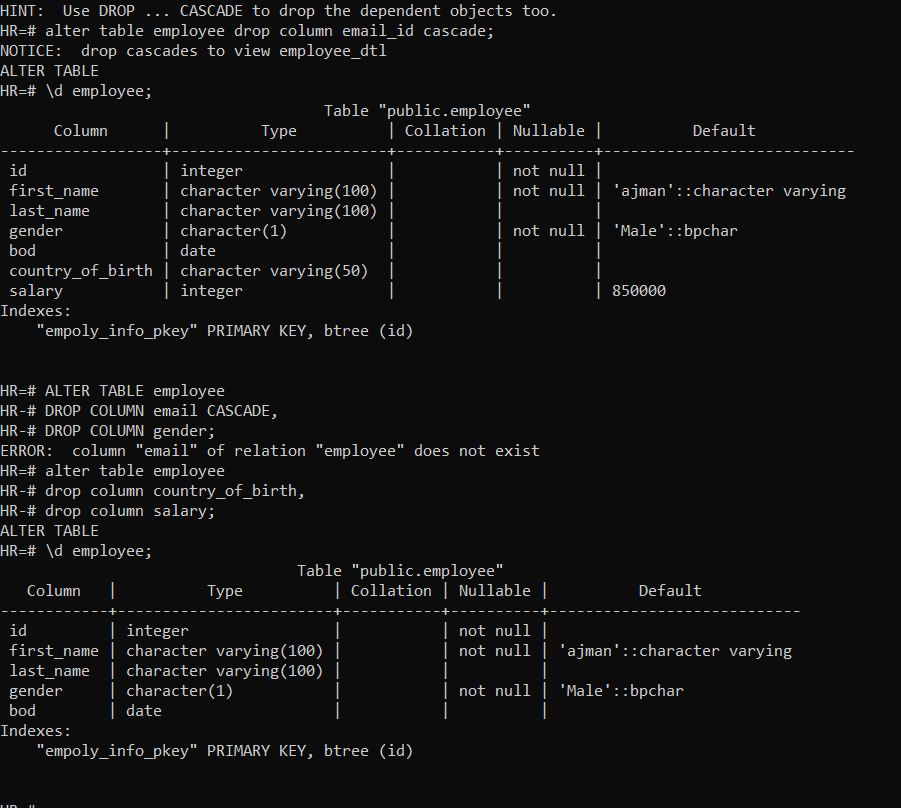 HINT:  Use DROP ... CASCADE to drop the dependent objects too.
HR=# alter table employee drop column email_id cascade;
NOTICE:  drop cascades to view employee_dtl
ALTER TABLE
HR=# \d employee;
                                    Table "public.employee"
      Column      |          Type          | Collation | Nullable |          Default
------------------+------------------------+-----------+----------+----------------------------
 id               | integer                |           | not null |
 first_name       | character varying(100) |           | not null | 'ajman'::character varying
 last_name        | character varying(100) |           |          |
 gender           | character(1)           |           | not null | 'Male'::bpchar
 bod              | date                   |           |          |
 country_of_birth | character varying(50)  |           |          |
 salary           | integer                |           |          | 850000
Indexes:
    "empoly_info_pkey" PRIMARY KEY, btree (id)
HR=# ALTER TABLE employee
HR-# DROP COLUMN email CASCADE,
HR-# DROP COLUMN gender;
ERROR:  column "email" of relation "employee" does not exist
HR=# alter table employee
HR-# drop column country_of_birth,
HR-# drop column salary;
ALTER TABLE
HR=# \d employee;
                                 Table "public.employee"
   Column   |          Type          | Collation | Nullable |          Default
------------+------------------------+-----------+----------+----------------------------
 id         | integer                |           | not null |
 first_name | character varying(100) |           | not null | 'ajman'::character varying
 last_name  | character varying(100) |           |          |
 gender     | character(1)           |           | not null | 'Male'::bpchar
 bod        | date                   |           |          |
Indexes:
    "empoly_info_pkey" PRIMARY KEY, btree (id)